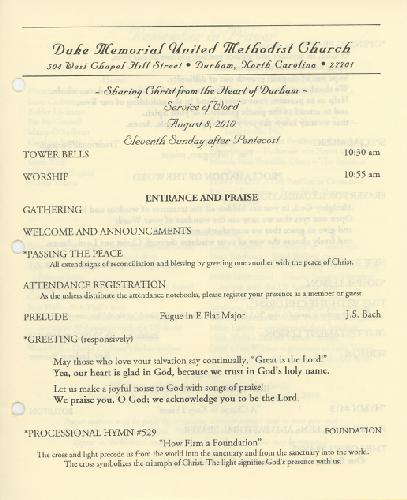 Duke Memorial United Methodist Church
504 West Chapel Hill Street • Durham, North Carolina • 27701
~ Sharing Christ from the Heart of Durham ~
Service of Word
August 8, 2010
Eleventh Sunday after Pentecost
TOWER BELLS 10:30 am
WORSHIP 10:55 am
ENTRANCE AND PRAISE
GATHERING
WELCOME AND ANNOUNCEMENTS
*PASSING THE PEACE
All extend signs of reconciliation and blessing by greeting one another with the peace of Christ.
ATTENDANCE REGISTRATION
As the ushers distribute the attendance notebooks, please register your presence as a member or guest
PRELUDE Fugue in E Flat Major J.S. Bach
*GREETING (responsively)
May those who love your salvation say continually, "Great is the Lord!"
Yea, our heart is glad in God, because we trust in God's holy name.
Let us make a joyful noise to God with songs of praise!
We praise you, O God; we acknowledge you to be the Lord.
*PROCESSIONAL HYMN #529 FOUNDATION
"How Firm a Foundation"
The cross and light precede us from the world into the sanctuary and from the sanctuary into the world.
The cross symbolizes the triumph of Christ. The light signifies God's presence with us.